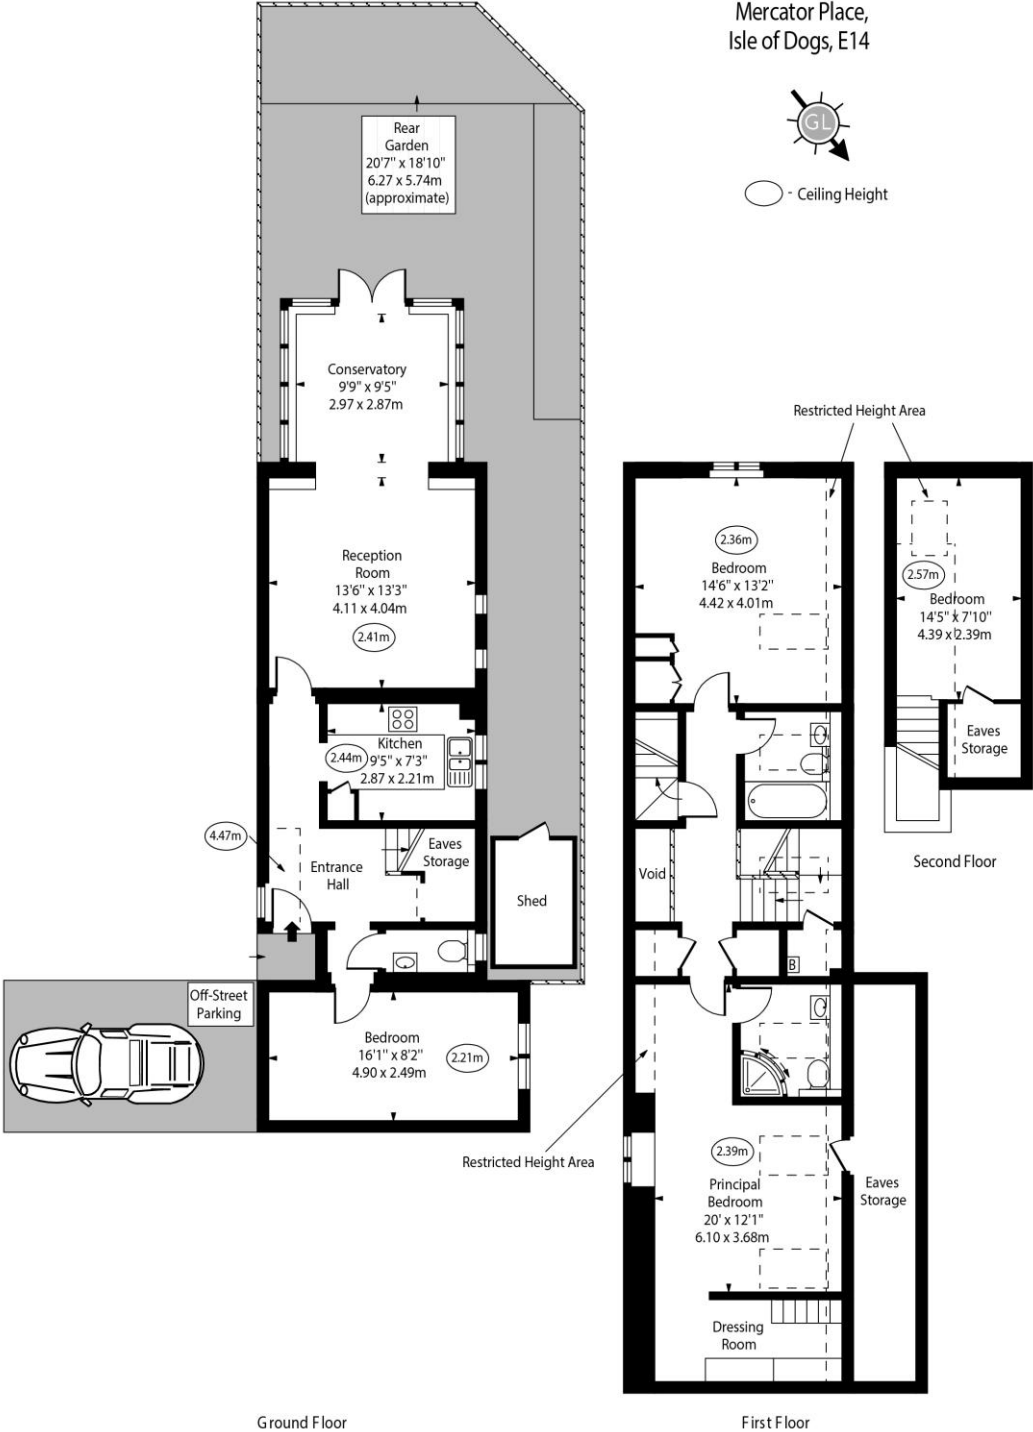 Mercator Place,
Isle of Dogs, E14
GL
- Ceiling Height
Rear
Garden
20'7" x 18'10"
6.27 x 5.74m
(approximate)
Conservatory
9'9" x 9'5"
2.97 x 2.87m
Reception
Room
13'6" x 13'3"
4.11 x 4.04m
2.41m
Kitchen
9'5" x 7'3"
2.87 x 2.21m
2.44m
4.47m
Entrance
Hall
Eaves
Storage
Shed
Off-Street
Parking
Bedroom
16'1" x 8'2"
4.90 x 2.49m
2.21m
Ground Floor
Restricted Height Area
2.36m
Bedroom
14'6" x 13'2"
4.42 x 4.01m
Void
B
Restricted Height Area
2.39m
Principal
Bedroom
20' x 12'1"
6.10 x 3.68m
Eaves
Storage
Dressing
Room
First Floor
2.57m
Bedroom
14'5" x 7'10"
4.39 x 2.39m
Eaves
Storage
Second Floor